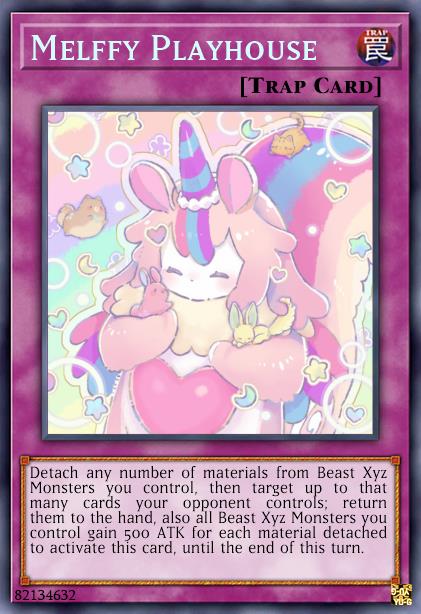 Melffy Playhouse
TRAP
罠
[Trap Card]
Detach any number of materials from Beast Xyz
Monsters you control, then target up to that
many cards your opponent controls; return
them to the hand, also all Beast Xyz Monsters you
control gain 500 ATK for each material detached
to activate this card, until the end of this turn.
82134632